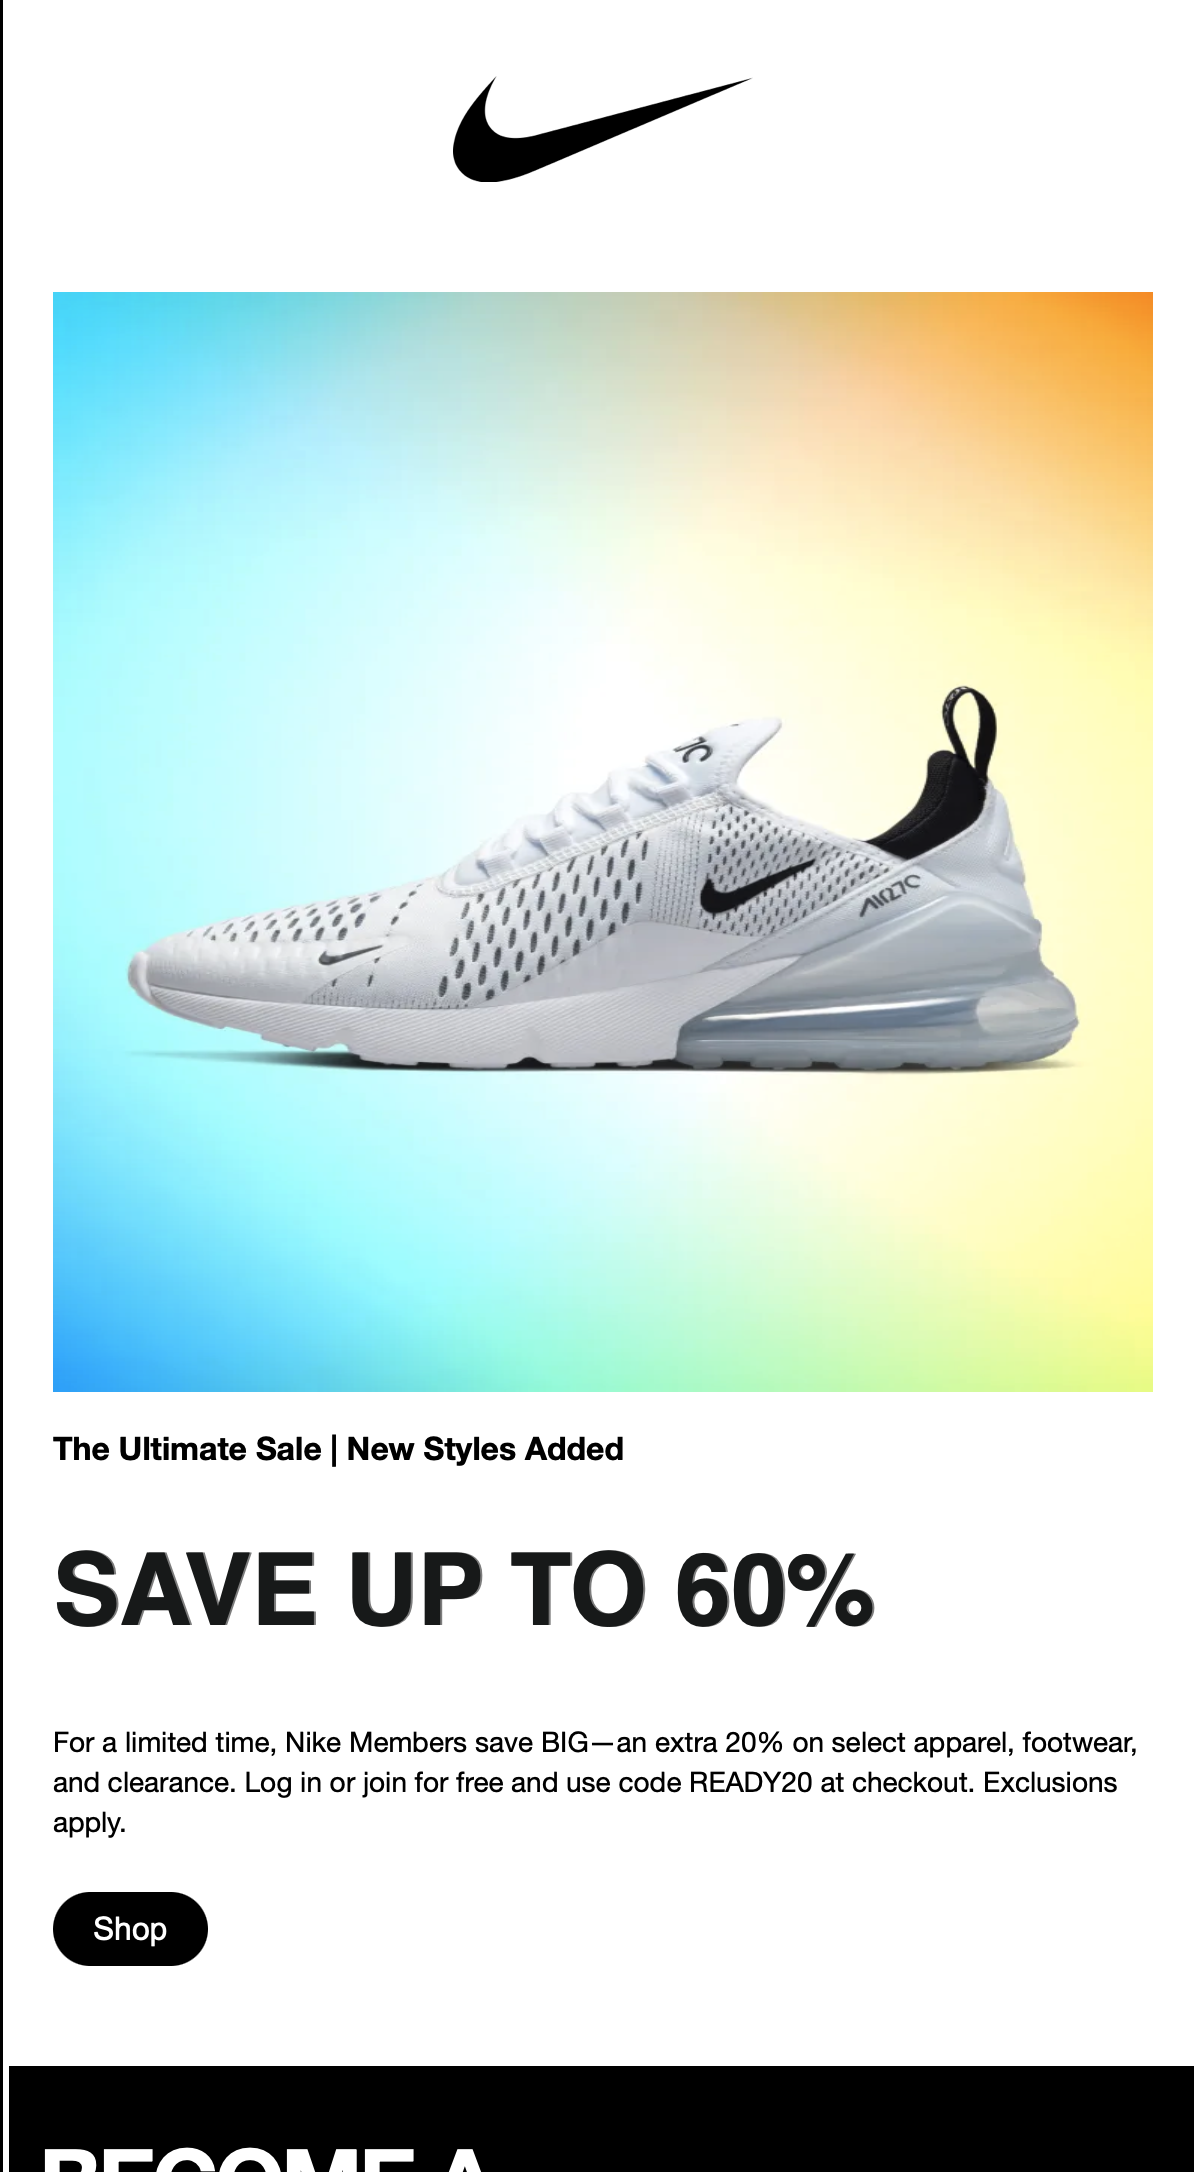 The Ultimate Sale | New Styles Added
SAVE UP TO 60%
For a limited time, Nike Members save BIG—an extra 20% on select apparel, footwear,
and clearance. Log in or join for free and use code READY20 at checkout. Exclusions
apply.
Shop
BECOME A